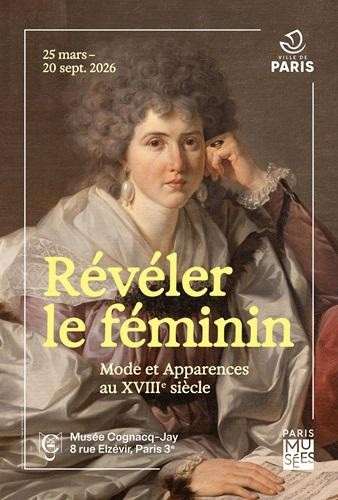 25 mars –
20 sept. 2026
VILLE DE
PARIS
Révéler
le féminin
Mode et Apparences
au XVIIIe siècle
Musée Cognacq-Jay
8 rue Elzévir, Paris 3e
PARIS
MU
SÉES